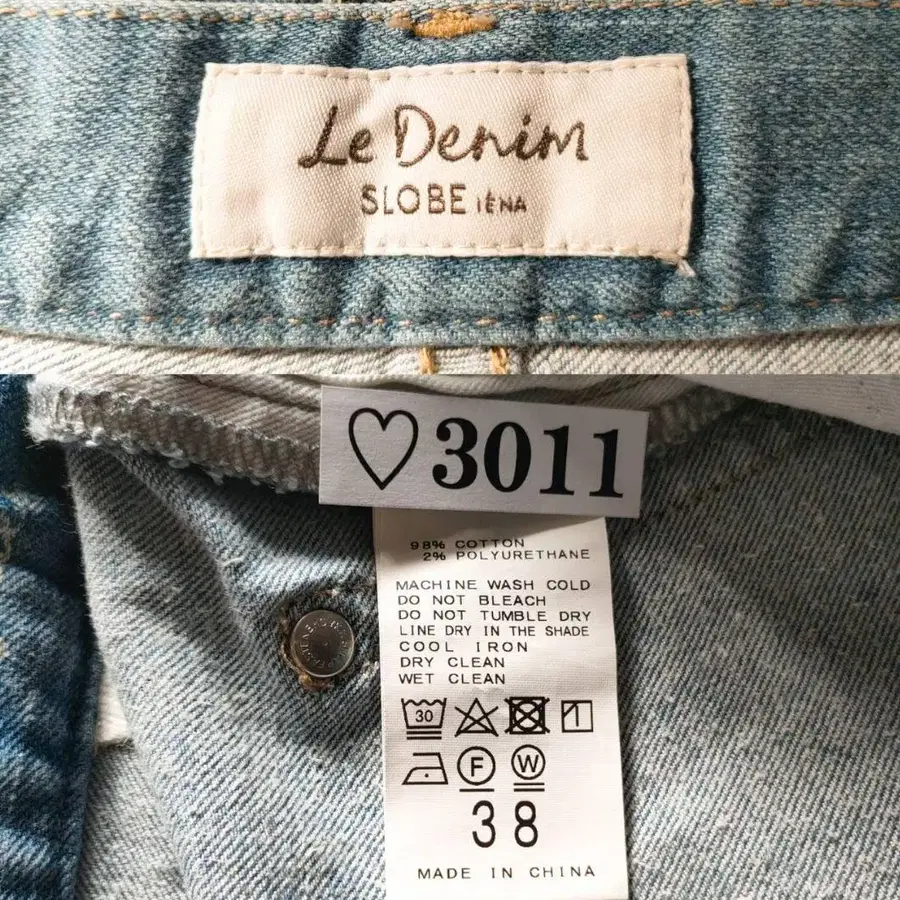 Le Denim
SLOBE IÉNA
♡3011
98% COTTON
2% POLYURETHANE
MACHINE WASH COLD
DO NOT BLEACH
DO NOT TUMBLE DRY
LINE DRY IN THE SHADE
COOL IRON
DRY CLEAN
WET CLEAN
30
F W
38
MADE IN CHINA